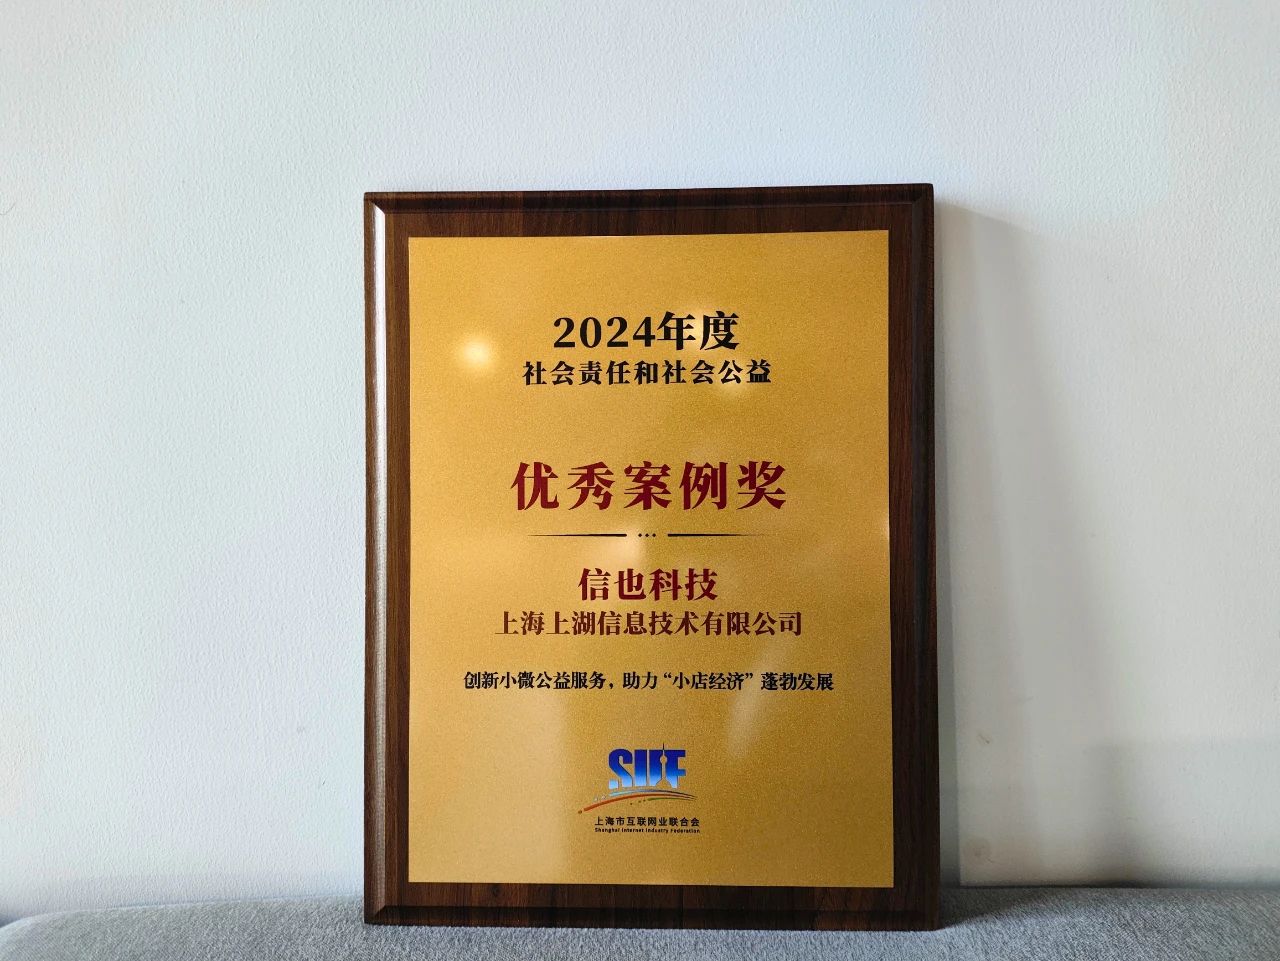 2024年度
社会责任和社会公益
优秀案例奖
信也科技
上海上湖信息技术有限公司
创新小微公益服务，助力“小店经济”蓬勃发展
SIIF
上海市互联网业联合会
Shanghai Internet Industry Federation